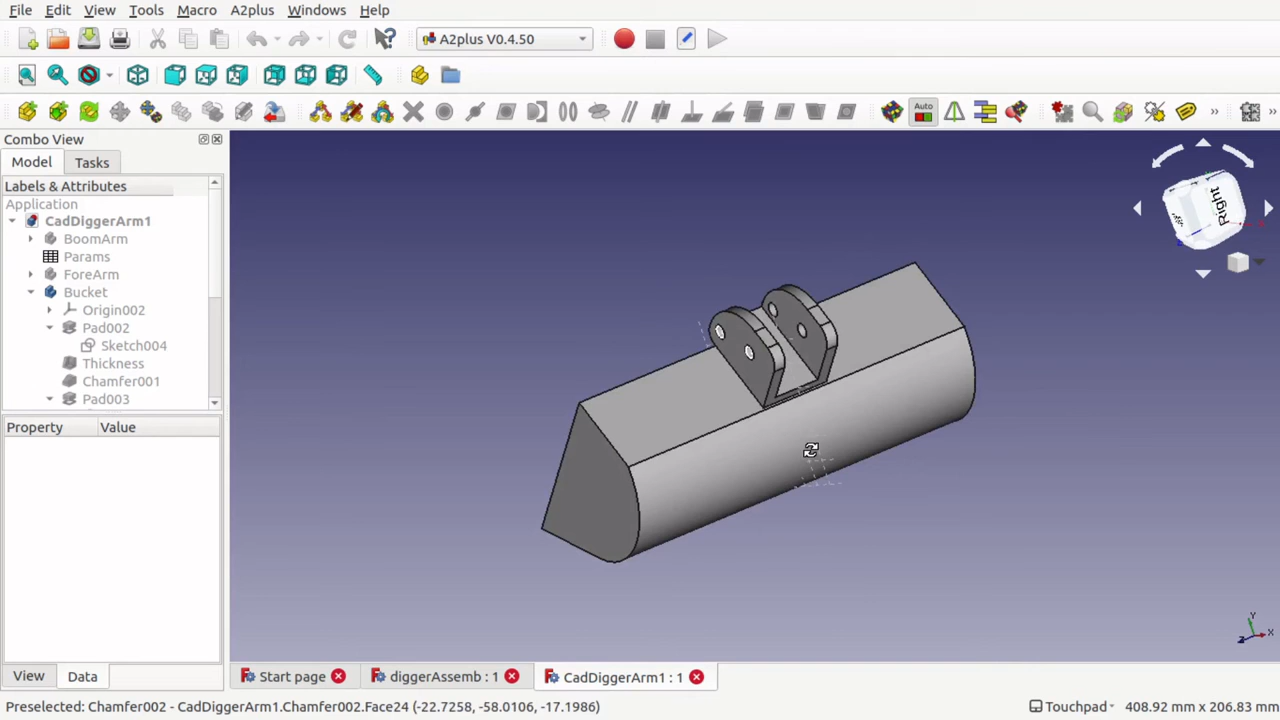 File Edit View Tools Macro A2plus Windows Help
A2plus V0.4.50
Auto
Combo View
Model Tasks
Labels & Attributes
Application
CadDiggerArm1
BoomArm
Params
ForeArm
Bucket
Origin002
Pad002
Sketch004
Thickness
Chamfer001
Pad003
Property Value
Right
Y
X
Z
View Data
Start page diggerAssemb : 1 CadDiggerArm1 : 1
Preselected: Chamfer002 - CadDiggerArm1.Chamfer002.Face24 (-22.7258, -58.0106, -17.1986) Touchpad 408.92 mm x 206.83 mm